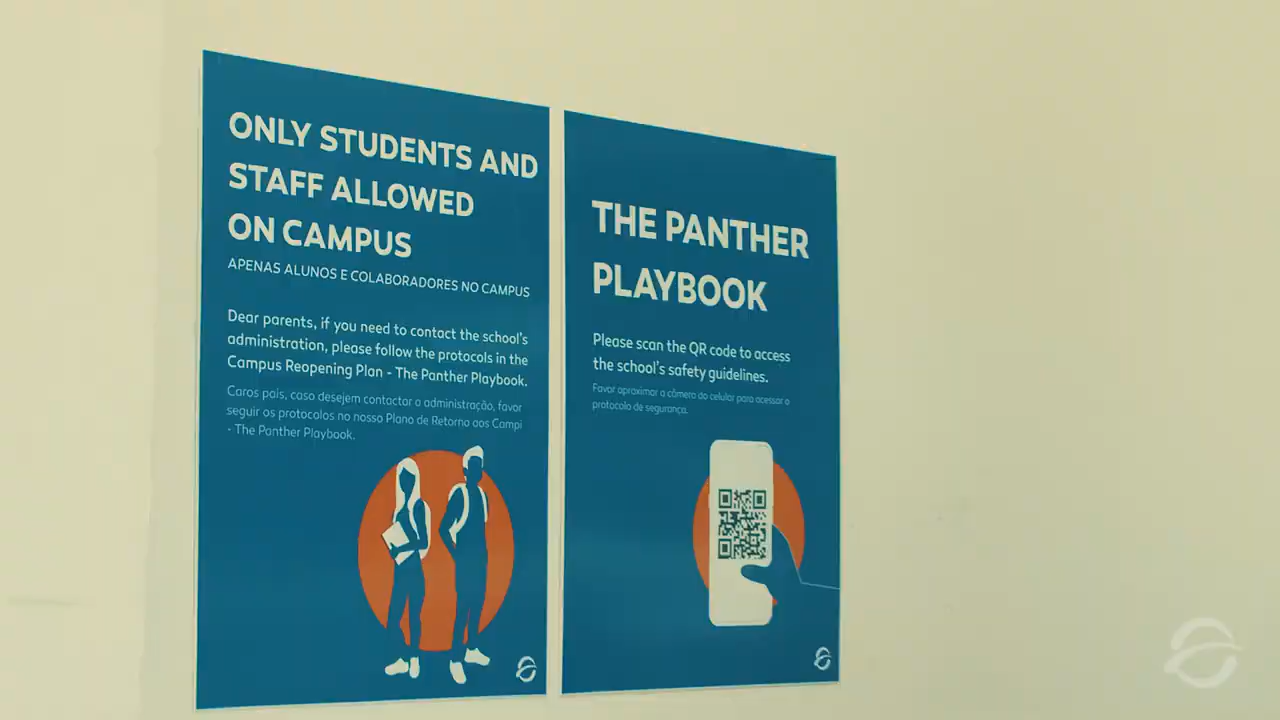 ONLY STUDENTS AND
STAFF ALLOWED
ON CAMPUS
APENAS ALUNOS E COLABORADORES NO CAMPUS
Dear parents, if you need to contact the school's
administration, please follow the protocols in the
Campus Reopening Plan - The Panther Playbook.
Caros pais, caso desejem contactar a administração, favor
seguir os protocolos no nosso Plano de Retorno aos Campi
- The Panther Playbook.
THE PANTHER
PLAYBOOK
Please scan the QR code to access
the school's safety guidelines.
Favor aproximar a câmera do celular para acessar o
protocolo de segurança.